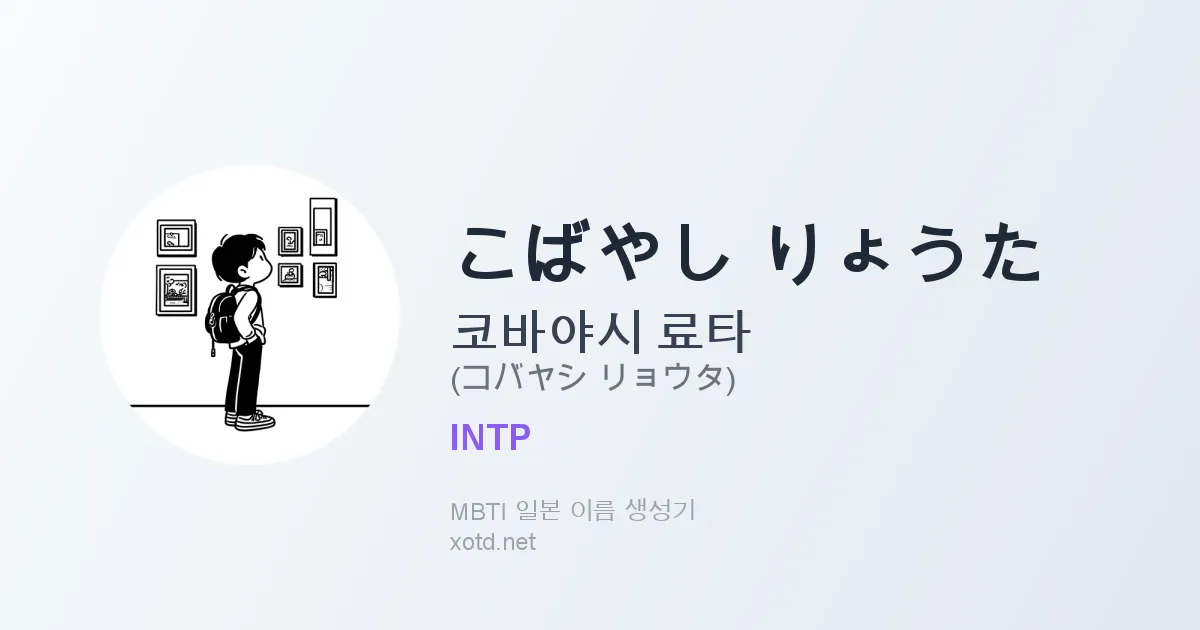 こばやし りょうた
코바야시 료타
(コバヤシ リョウタ)
INTP
MBTI 일본 이름 생성기
xotd.net